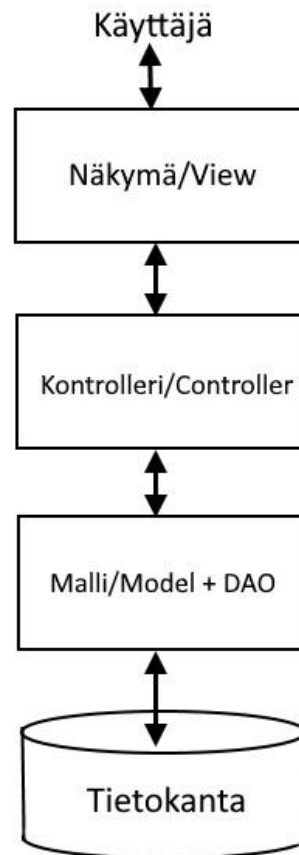 Käyttäjä
Näkymä/View
Kontrolleri/Controller
Malli/Model + DAO
Tietokanta